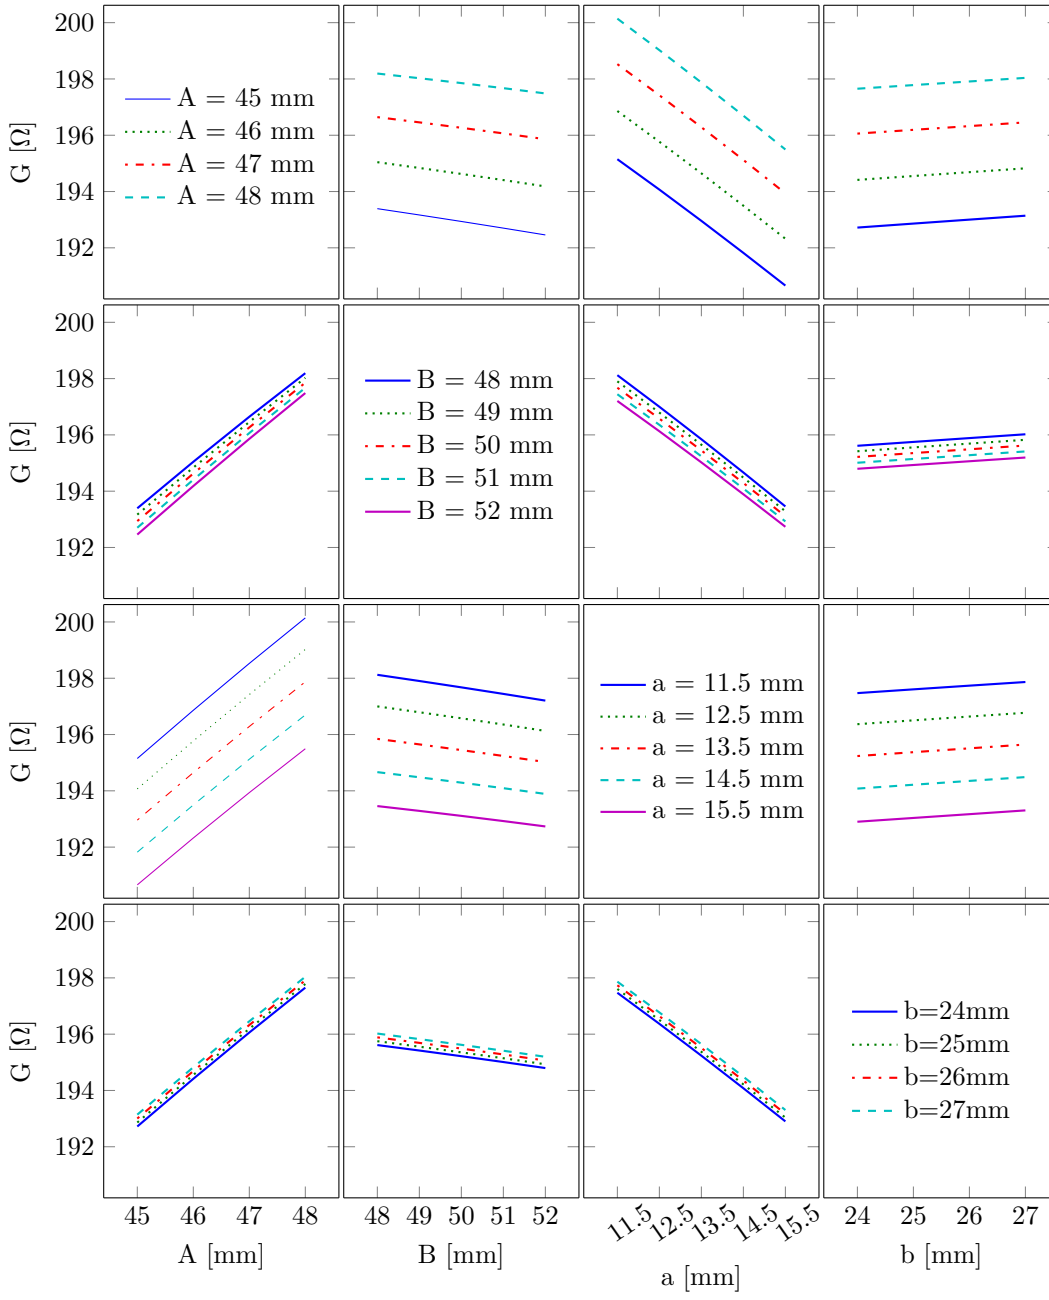 200
198
196
194
192
G [Ω]
A = 45 mm
A = 46 mm
A = 47 mm
A = 48 mm
200
198
196
194
192
G [Ω]
B = 48 mm
B = 49 mm
B = 50 mm
B = 51 mm
B = 52 mm
200
198
196
194
192
G [Ω]
a = 11.5 mm
a = 12.5 mm
a = 13.5 mm
a = 14.5 mm
a = 15.5 mm
200
198
196
194
192
G [Ω]
b=24mm
b=25mm
b=26mm
b=27mm
45 46 47 48
A [mm]
48 49 50 51 52
B [mm]
11.5 12.5 13.5 14.5 15.5
a [mm]
24 25 26 27
b [mm]